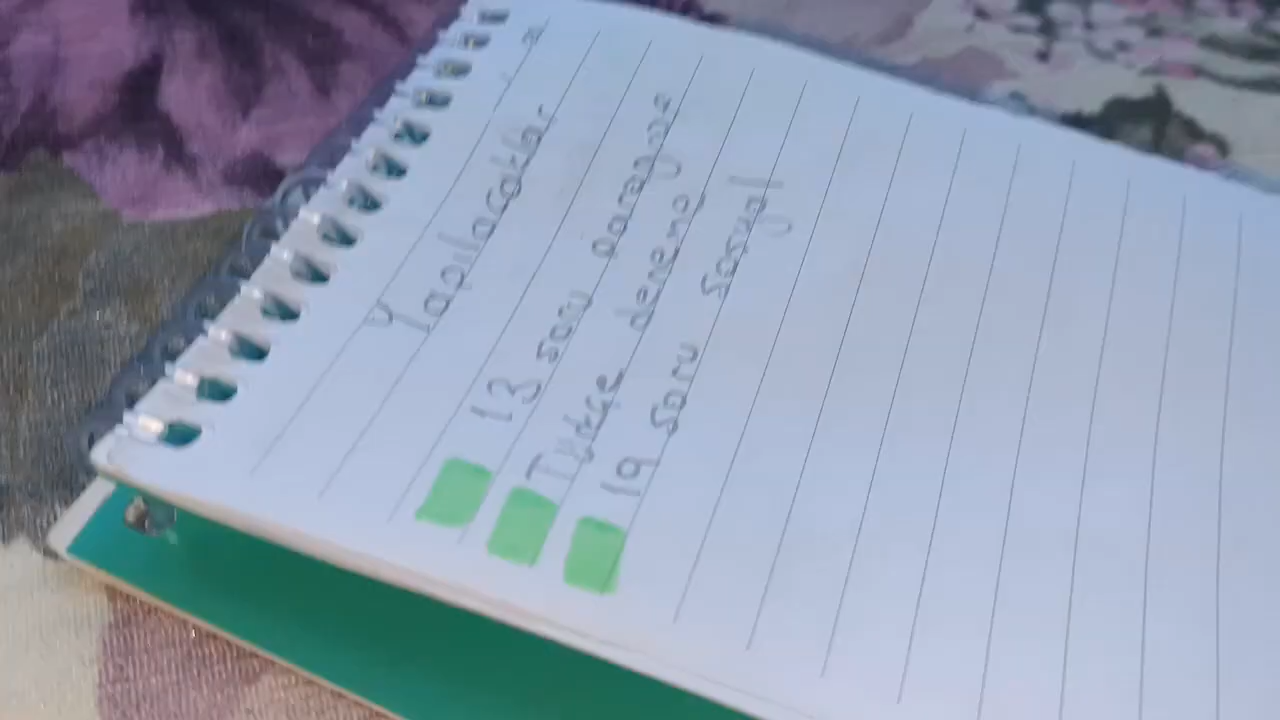 Yapılacaklar
13 soru paragraf
Türkçe deneme
19 soru sosyal